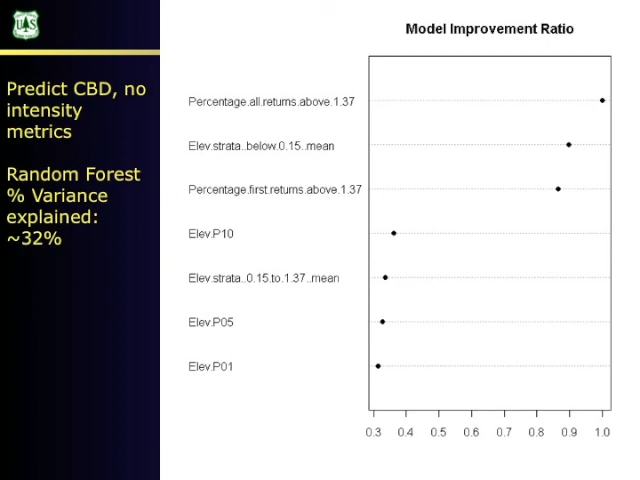 Predict CBD, no
intensity
metrics
Random Forest
% Variance
explained:
~32%
Model Improvement Ratio
Percentage.all.returns.above.1.37
Elev.strata..below.0.15..mean
Percentage.first.returns.above.1.37
Elev.P10
Elev.strata..0.15.to.1.37..mean
Elev.P05
Elev.P01
0.3 0.4 0.5 0.6 0.7 0.8 0.9 1.0